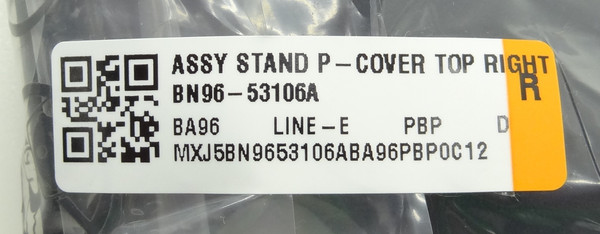 ASSY STAND P-COVER TOP RIGHT
R
BN96-53106A
BA96 LINE-E PBP D
MXJ5BN9653106ABA96PBP0C12